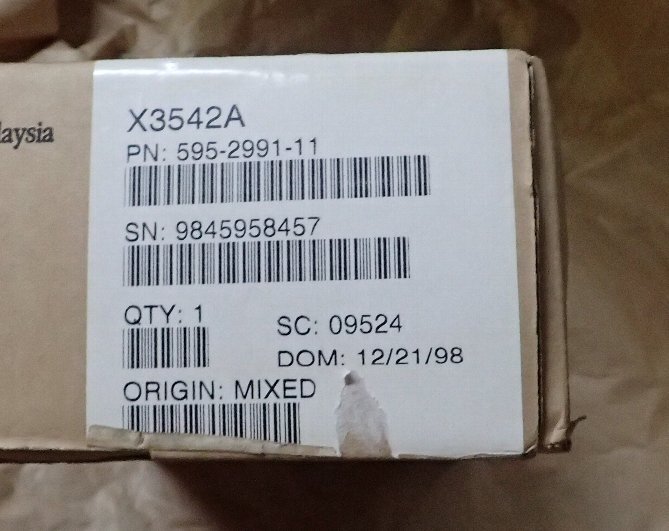 laysia
X3542A
PN: 595-2991-11
SN: 9845958457
QTY: 1
SC: 09524
DOM: 12/21/98
ORIGIN: MIXED